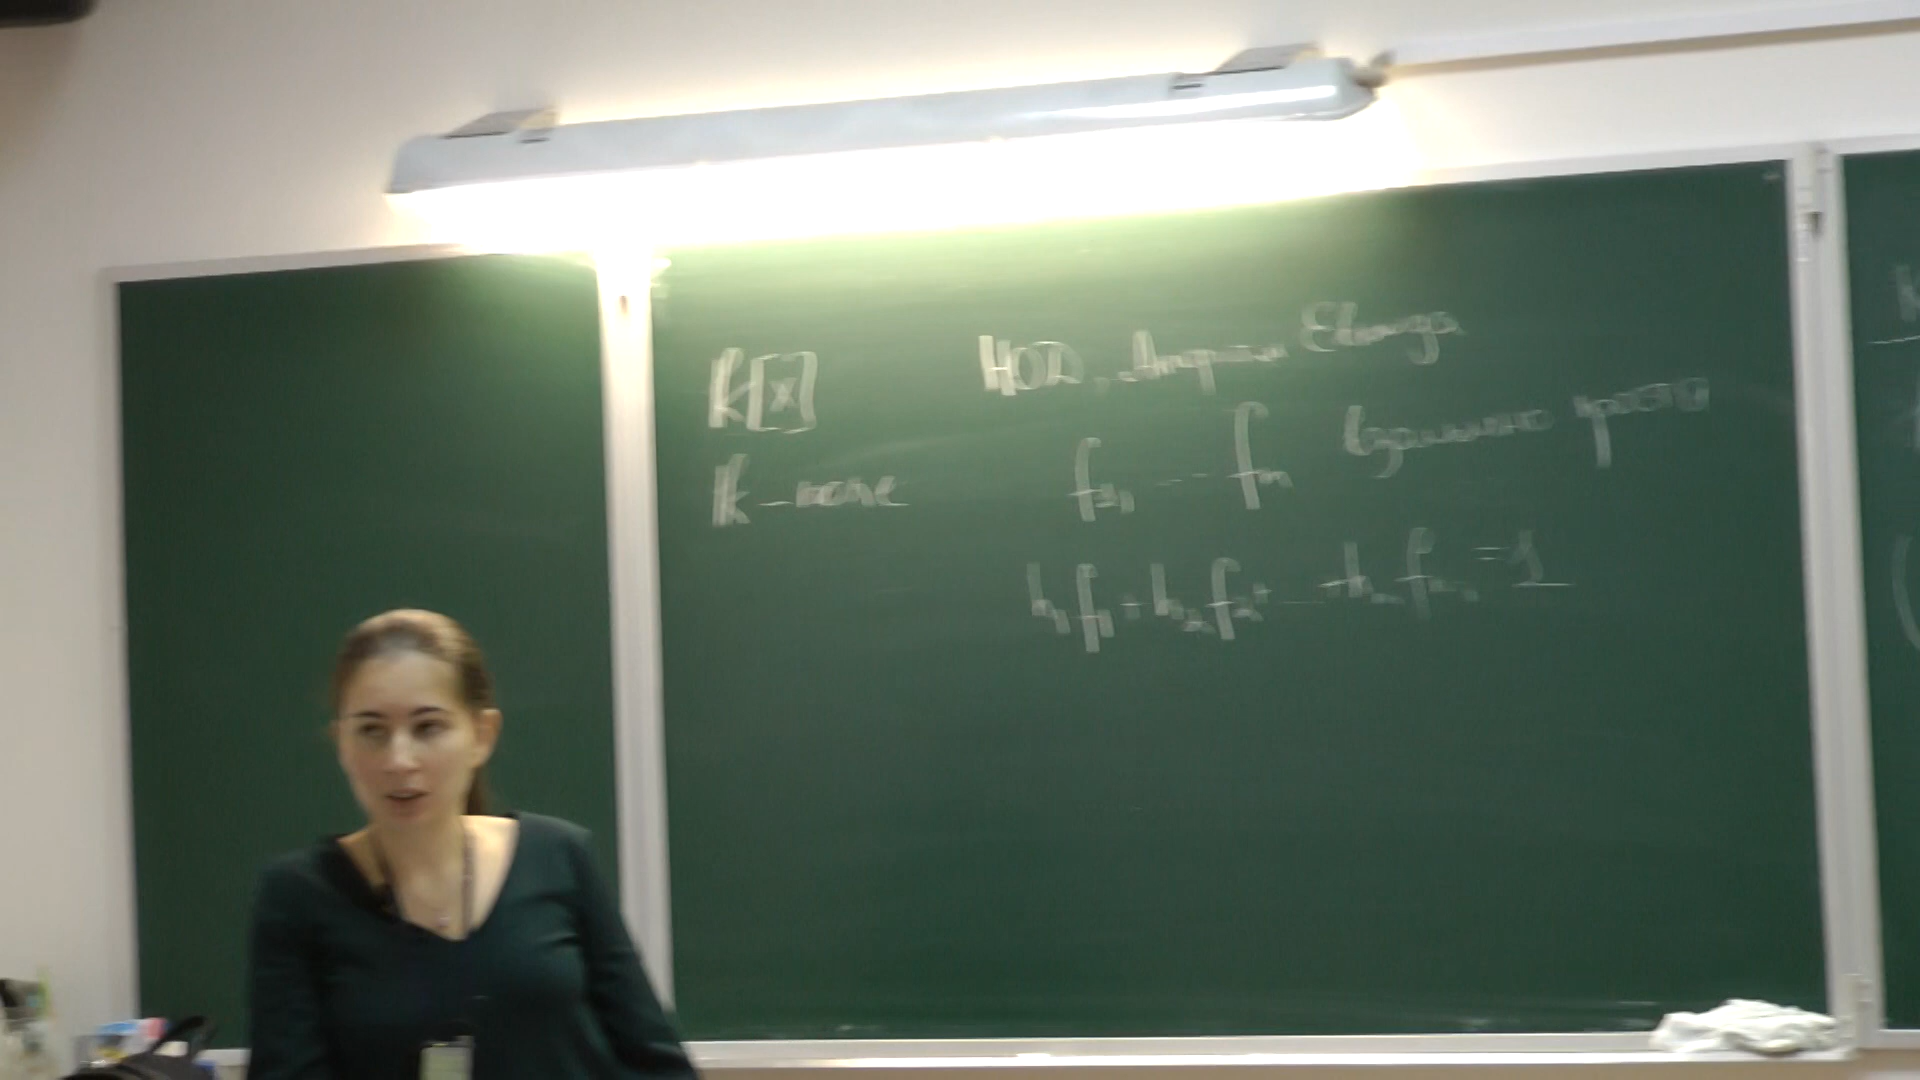 K[x]
K - поле
НОД, Алгоритм Евклида
f₁, ... fₙ взаимно просты
h₁f₁ + h₂f₂ + ... + hₙfₙ = 1